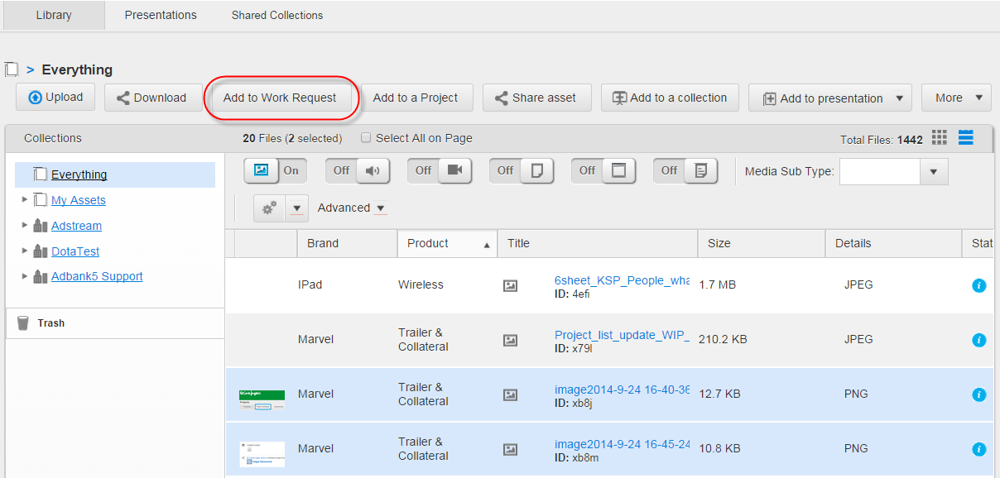 Library Presentations Shared Collections
> Everything
Upload Download Add to Work Request Add to a Project Share asset Add to a collection Add to presentation More
Collections 20 Files (2 selected) Select All on Page Total Files: 1442
Everything On Off Off Off Off Off Media Sub Type:
My Assets Advanced
Adstream
DotaTest
Adbank5 Support
Trash
Brand Product Title Size Details Stat
IPad Wireless 6sheet_KSP_People_wha 1.7 MB JPEG
ID: 4efi
Marvel Trailer & Collateral Project_list_update_WIP_ 210.2 KB JPEG
ID: x79l
Marvel Trailer & Collateral image2014-9-24 16-40-36 12.7 KB PNG
ID: xb8j
Marvel Trailer & Collateral image2014-9-24 16-45-24 10.8 KB PNG
ID: xb8m